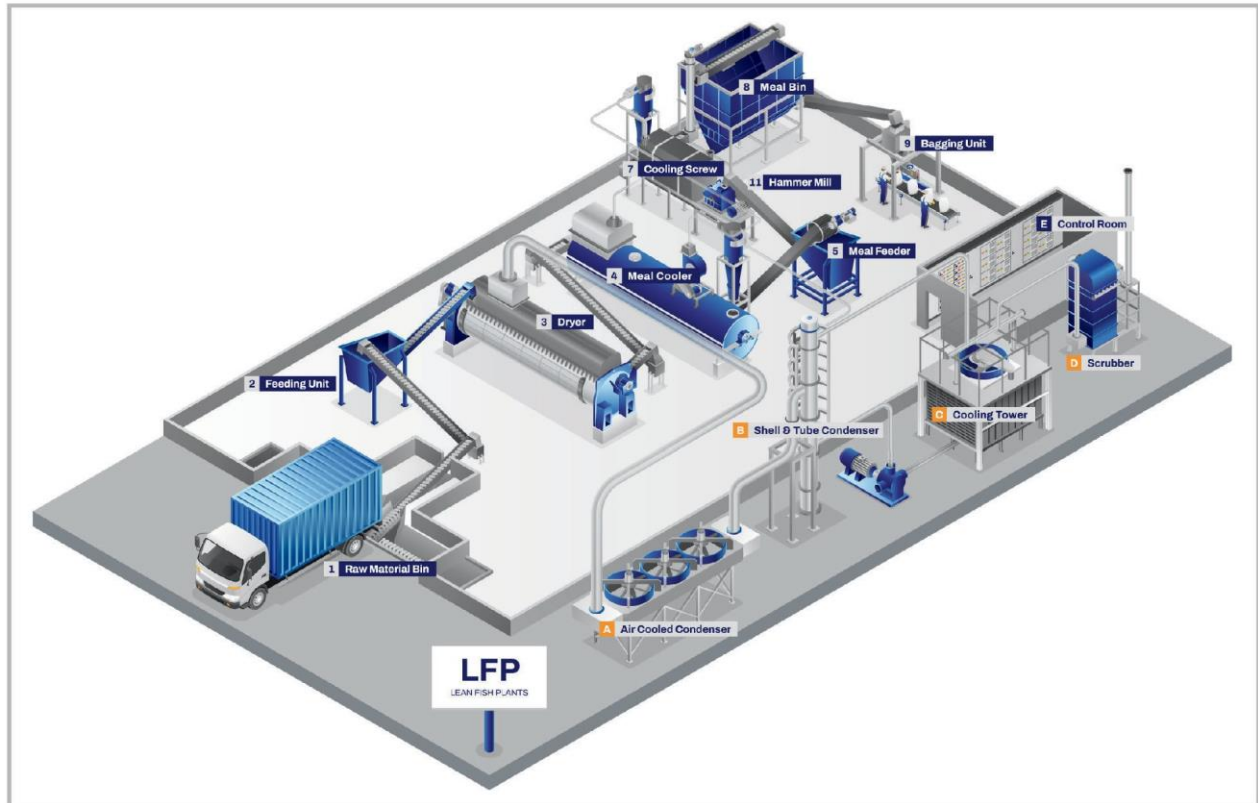 8 Meal Bin
9 Bagging Unit
7 Cooling Screw
11 Hammer Mill
E Control Room
5 Meal Feeder
4 Meal Cooler
3 Dryer
D Scrubber
2 Feeding Unit
C Cooling Tower
B Shell & Tube Condenser
1 Raw Material Bin
A Air Cooled Condenser
LFP
LEAN FISH PLANTS